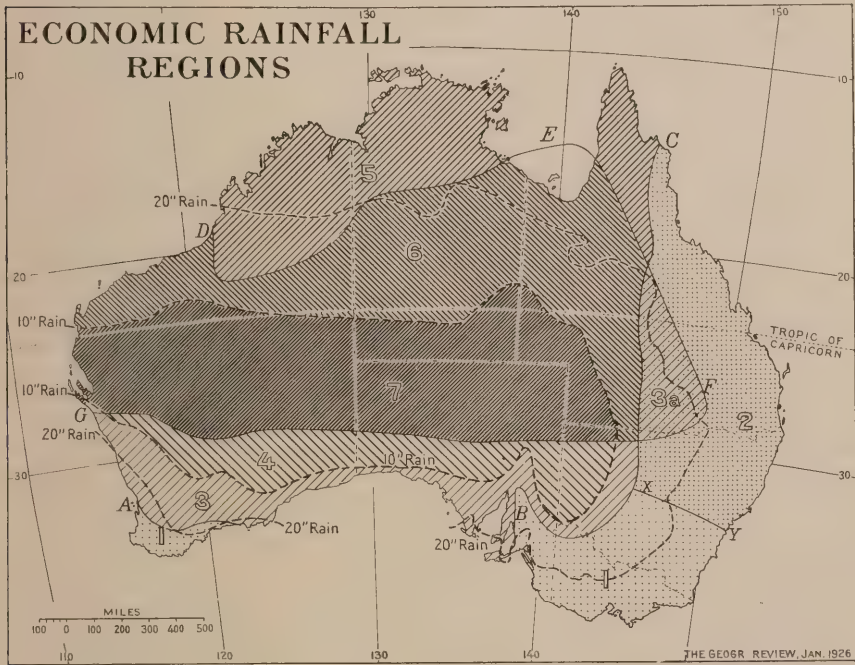 ECONOMIC RAINFALL
REGIONS
130
140
150
10
10
E
C
5
20" Rain
D
6
20
20
10" Rain
TROPIC OF
CAPRICORN
10" Rain
7
3a
F
2
G
20" Rain
4
10" Rain
30
30
3
X
A
B
Y
20" Rain
20" Rain
1
1
MILES
100 0 100 200 300 400 500
110
120
130
140
THE GEOGR REVIEW, JAN. 1926